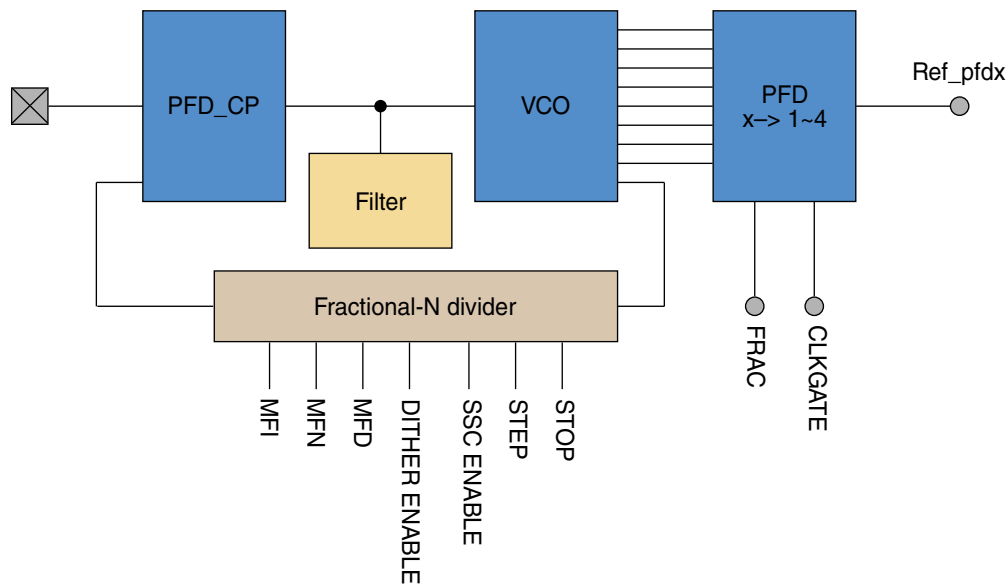 PFD_CP
VCO
PFD
x–> 1~4
Ref_pfdx
Filter
Fractional-N divider
MFI
MFN
MFD
DITHER ENABLE
SSC ENABLE
STEP
STOP
FRAC
CLKGATE